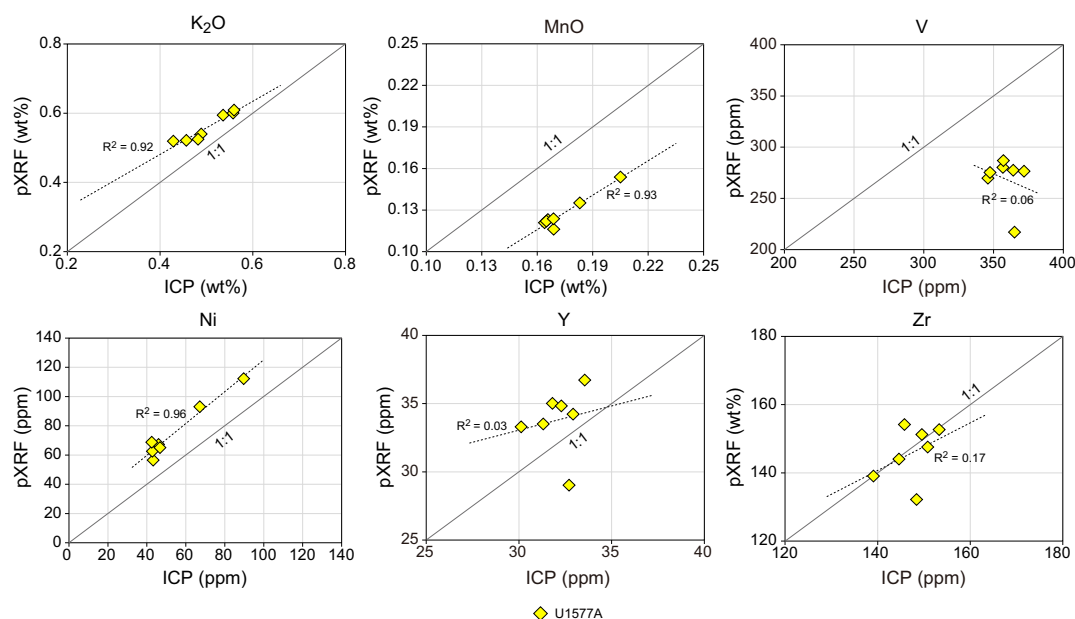 K₂O
0.8
0.6
0.4
0.2
pXRF (wt%)
R² = 0.92
1:1
0.2 0.4 0.6 0.8
ICP (wt%)
MnO
0.25
0.22
0.19
0.16
0.13
0.10
pXRF (wt%)
1:1
R² = 0.93
0.10 0.13 0.16 0.19 0.22 0.25
ICP (wt%)
V
400
350
300
250
200
pXRF (ppm)
1:1
R² = 0.06
200 250 300 350 400
ICP (ppm)
Ni
140
120
100
80
60
40
20
0
pXRF (ppm)
R² = 0.96
1:1
0 20 40 60 80 100 120 140
ICP (ppm)
Y
40
35
30
25
pXRF (ppm)
R² = 0.03
1:1
25 30 35 40
ICP (ppm)
Zr
180
160
140
120
pXRF (wt%)
1:1
R² = 0.17
120 140 160 180
ICP (ppm)
U1577A